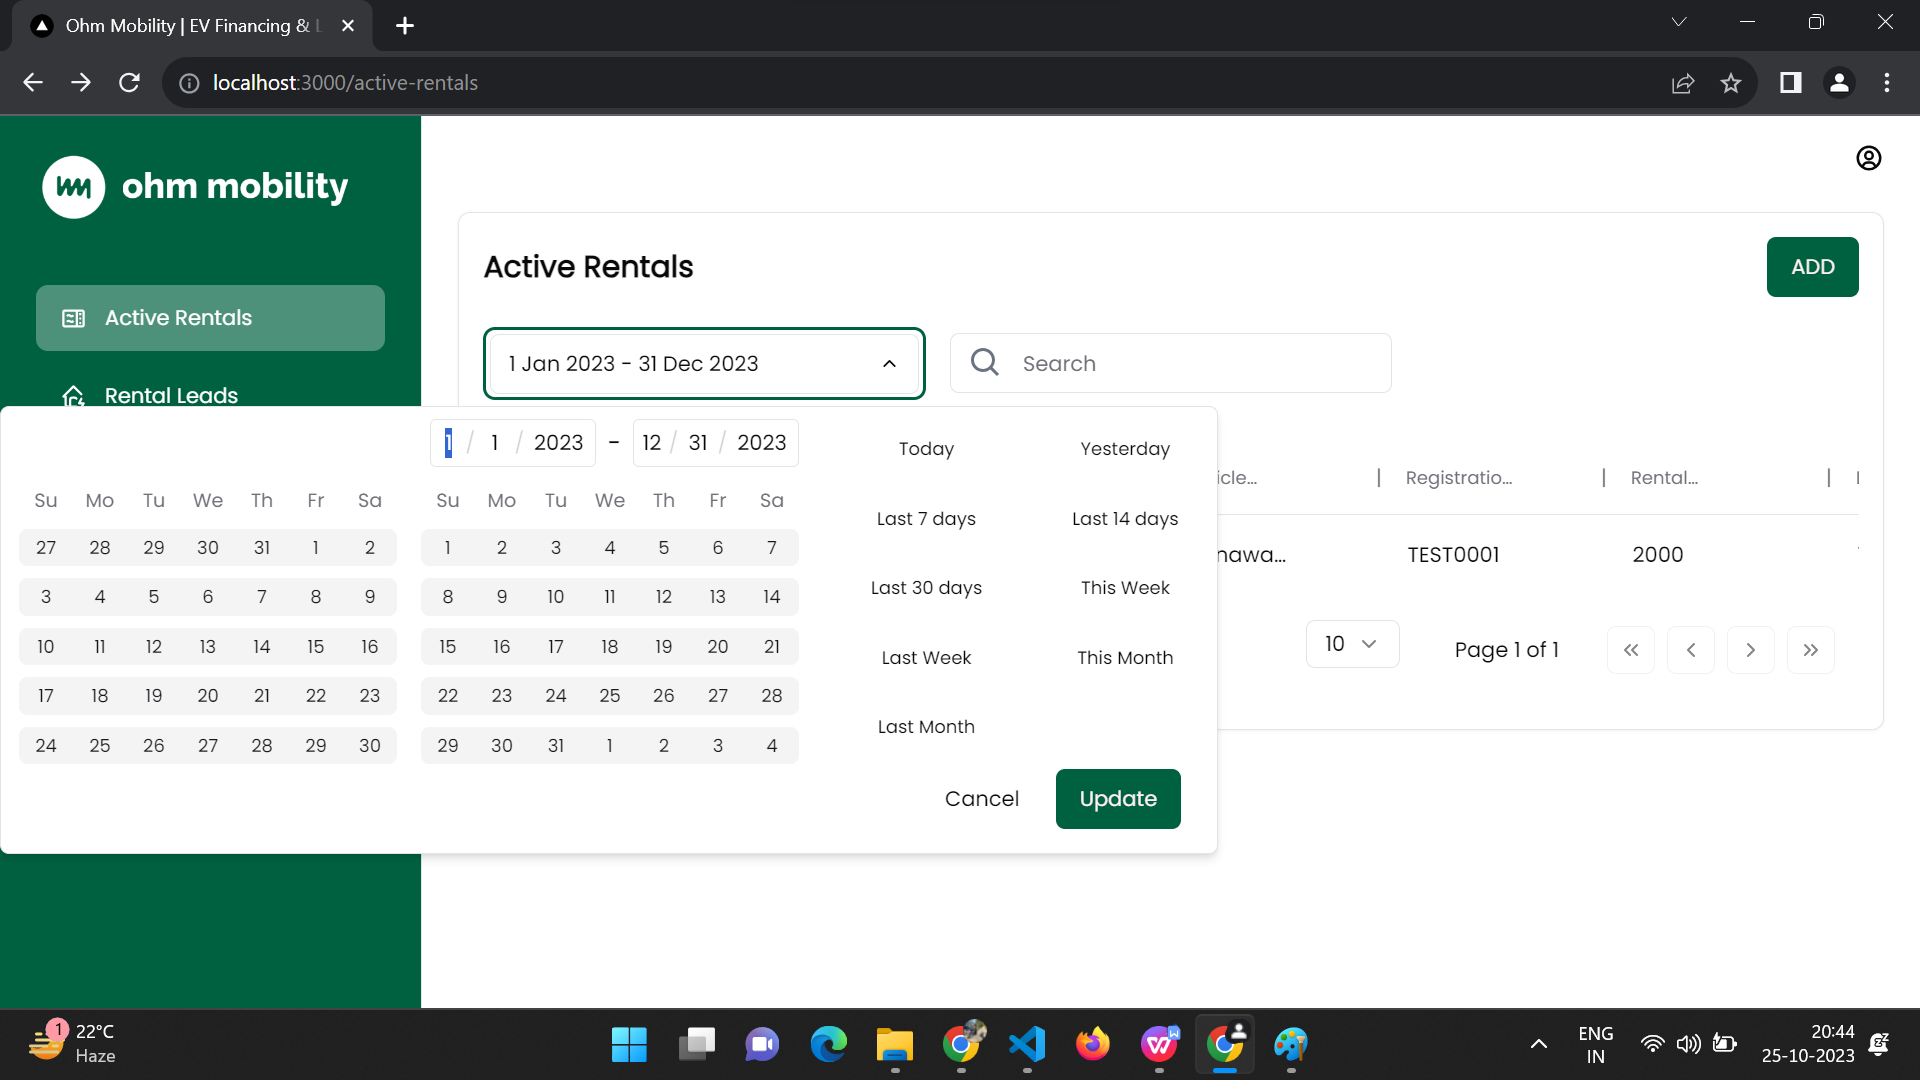 Ohm Mobility | EV Financing & L
localhost:3000/active-rentals
ohm mobility
Active Rentals
Rental Leads
Active Rentals
ADD
1 Jan 2023 - 31 Dec 2023
Search
1 / 1 / 2023 - 12 / 31 / 2023
Su Mo Tu We Th Fr Sa
27 28 29 30 31 1 2
3 4 5 6 7 8 9
10 11 12 13 14 15 16
17 18 19 20 21 22 23
24 25 26 27 28 29 30
Su Mo Tu We Th Fr Sa
1 2 3 4 5 6 7
8 9 10 11 12 13 14
15 16 17 18 19 20 21
22 23 24 25 26 27 28
29 30 31 1 2 3 4
Today Yesterday
Last 7 days Last 14 days
Last 30 days This Week
Last Week This Month
Last Month
Cancel Update
icle... Registratio... Rental...
nawa... TEST0001 2000
10 Page 1 of 1
1
22°C
Haze
ENG
IN
20:44
25-10-2023